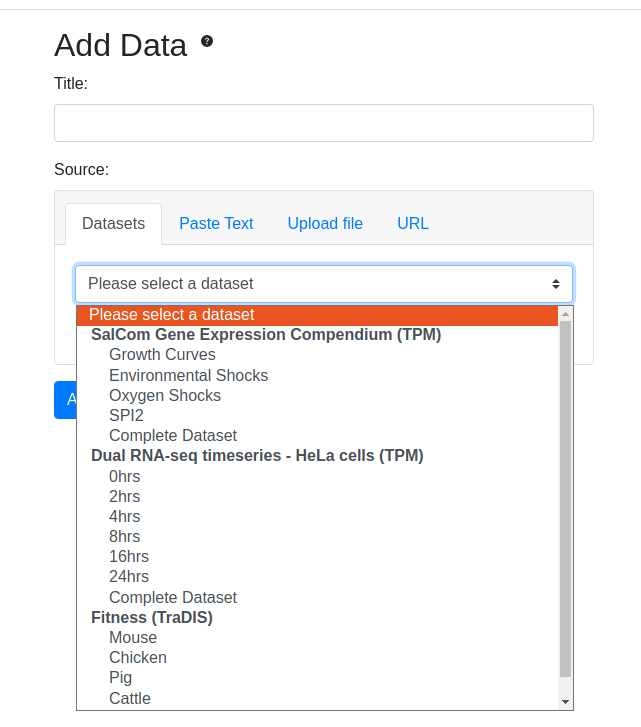 Add Data ?
Title:
Source:
Datasets Paste Text Upload file URL
Please select a dataset
Please select a dataset
SalCom Gene Expression Compendium (TPM)
Growth Curves
Environmental Shocks
Oxygen Shocks
SPI2
Complete Dataset
Dual RNA-seq timeseries - HeLa cells (TPM)
0hrs
2hrs
4hrs
8hrs
16hrs
24hrs
Complete Dataset
Fitness (TraDIS)
Mouse
Chicken
Pig
Cattle